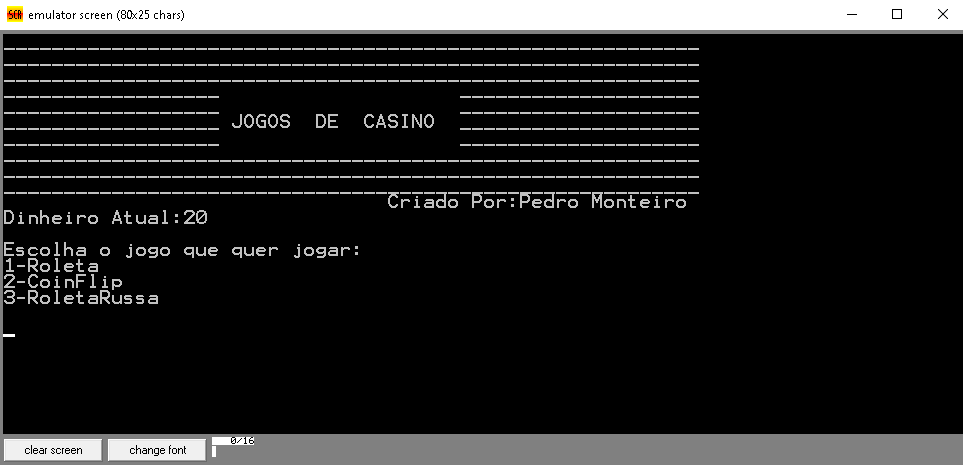 SCR emulator screen (80x25 chars)
JOGOS DE CASINO
Criado Por:Pedro Monteiro
Dinheiro Atual:20
Escolha o jogo que quer jogar:
1-Roleta
2-CoinFlip
3-RoletaRussa
clear screen
change font
0/16